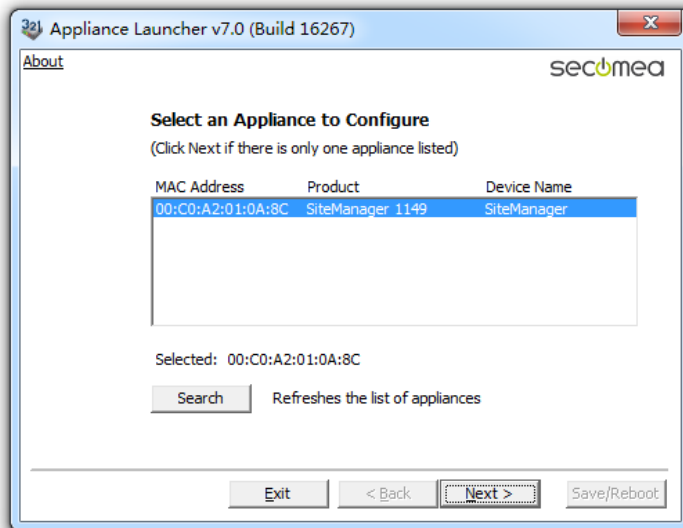 Appliance Launcher v7.0 (Build 16267)
About
secomea
Select an Appliance to Configure
(Click Next if there is only one appliance listed)
MAC Address Product Device Name
00:C0:A2:01:0A:8C SiteManager 1149 SiteManager
Selected: 00:C0:A2:01:0A:8C
Search Refreshes the list of appliances
Exit < Back Next > Save/Reboot